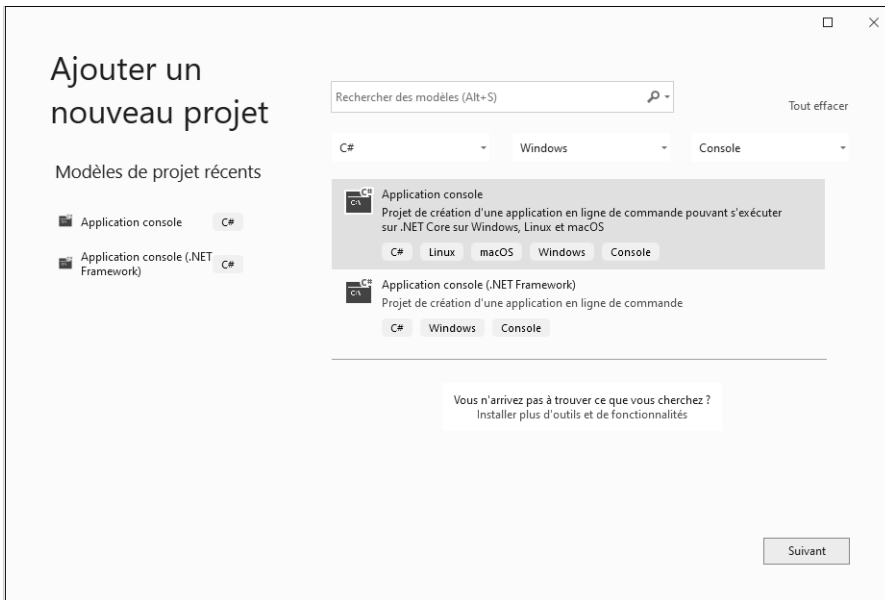 Ajouter un
nouveau projet
Modèles de projet récents
Application console C#
Application console (.NET
Framework) C#
Rechercher des modèles (Alt+S)
Tout effacer
C# Windows Console
C#
C:\
Application console
Projet de création d'une application en ligne de commande pouvant s'exécuter
sur .NET Core sur Windows, Linux et macOS
C# Linux macOS Windows Console
C#
C:\
Application console (.NET Framework)
Projet de création d'une application en ligne de commande
C# Windows Console
Vous n'arrivez pas à trouver ce que vous cherchez ?
Installer plus d'outils et de fonctionnalités
Suivant